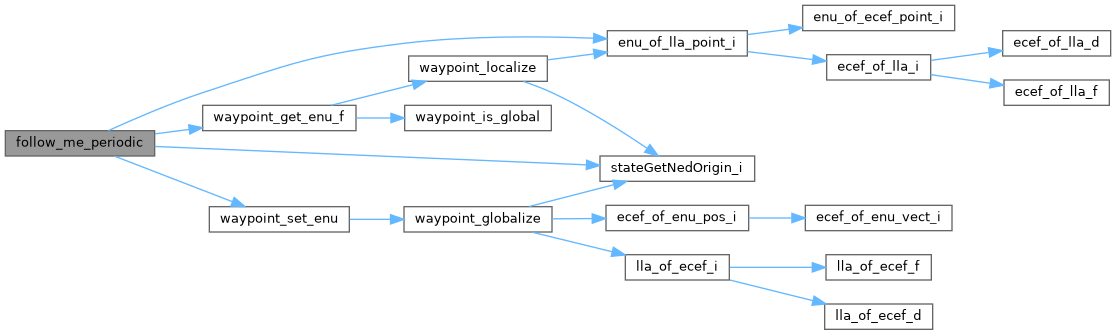 follow_me_periodic
enu_of_lla_point_i
enu_of_ecef_point_i
ecef_of_lla_i
ecef_of_lla_d
ecef_of_lla_f
waypoint_get_enu_f
waypoint_localize
waypoint_is_global
stateGetNedOrigin_i
waypoint_set_enu
waypoint_globalize
ecef_of_enu_pos_i
ecef_of_enu_vect_i
lla_of_ecef_i
lla_of_ecef_f
lla_of_ecef_d